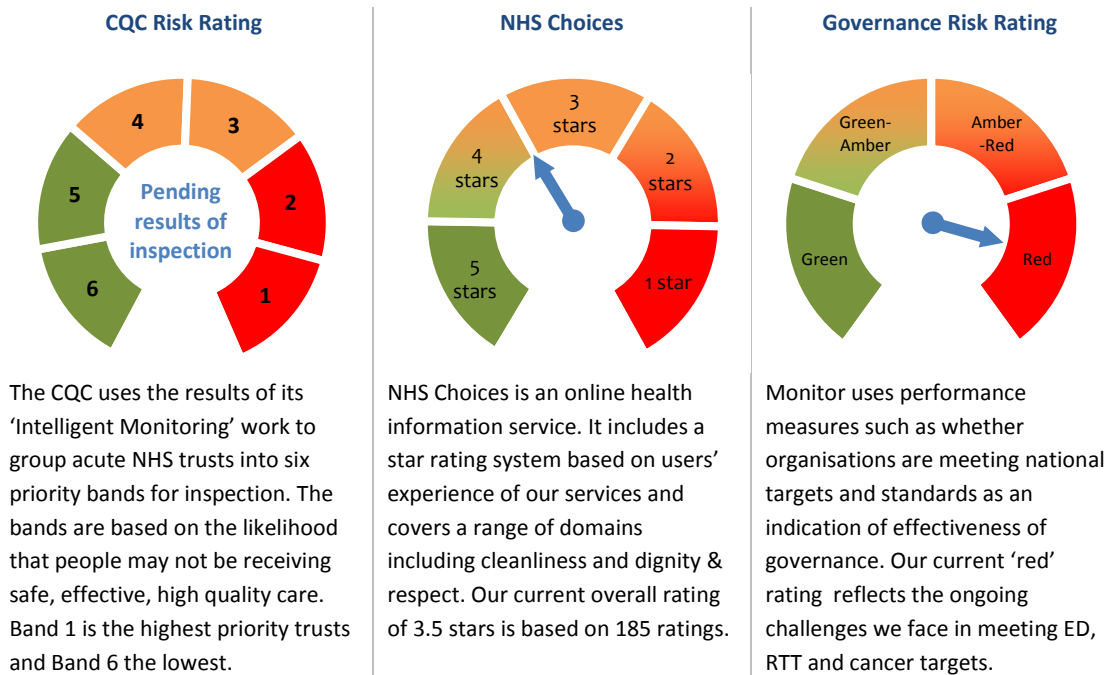 CQC Risk Rating
4
3
5
2
6
1
Pending
results of
inspection
The CQC uses the results of its
‘Intelligent Monitoring’ work to
group acute NHS trusts into six
priority bands for inspection. The
bands are based on the likelihood
that people may not be receiving
safe, effective, high quality care.
Band 1 is the highest priority trusts
and Band 6 the lowest.
NHS Choices
3
stars
4
stars
2
stars
5
stars
1 star
NHS Choices is an online health
information service. It includes a
star rating system based on users’
experience of our services and
covers a range of domains
including cleanliness and dignity &
respect. Our current overall rating
of 3.5 stars is based on 185 ratings.
Governance Risk Rating
Green-
Amber
Amber
-Red
Green
Red
Monitor uses performance
measures such as whether
organisations are meeting national
targets and standards as an
indication of effectiveness of
governance. Our current ‘red’
rating  reflects the ongoing
challenges we face in meeting ED,
RTT and cancer targets.